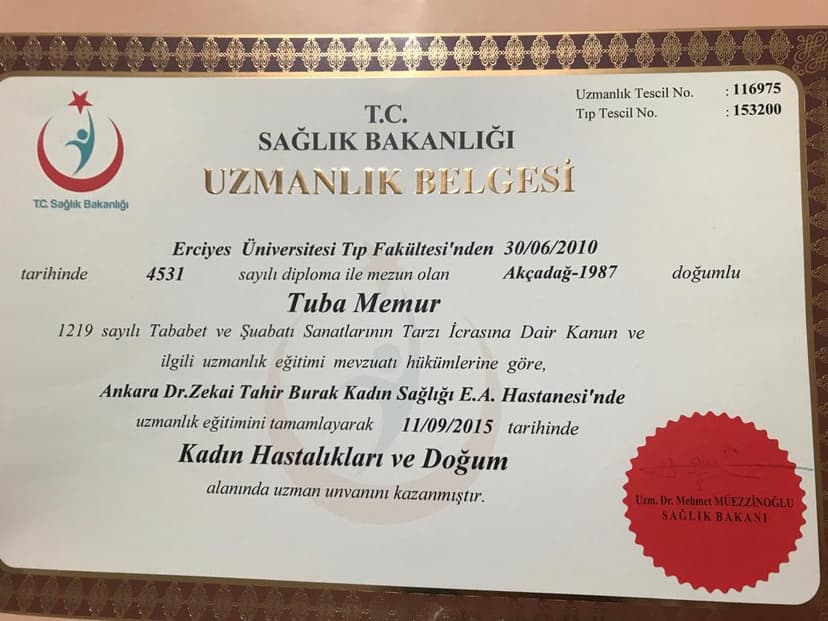 T.C. Sağlık Bakanlığı
T.C.
SAĞLIK BAKANLIĞI
UZMANLIK BELGESİ
Uzmanlık Tescil No. : 116975
Tıp Tescil No. : 153200
Erciyes Üniversitesi Tıp Fakültesi'nden 30/06/2010
tarihinde 4531 sayılı diploma ile mezun olan Akçadağ-1987 doğumlu
Tuba Memur
1219 sayılı Tababet ve Şuabatı Sanatlarının Tarzı İcrasına Dair Kanun ve
ilgili uzmanlık eğitimi mevzuatı hükümlerine göre,
Ankara Dr.Zekai Tahir Burak Kadın Sağlığı E.A. Hastanesi'nde
uzmanlık eğitimini tamamlayarak 11/09/2015 tarihinde
Kadın Hastalıkları ve Doğum
alanında uzman unvanını kazanmıştır.
Uzm. Dr. Mehmet MÜEZZİNOĞLU
SAĞLIK BAKANI